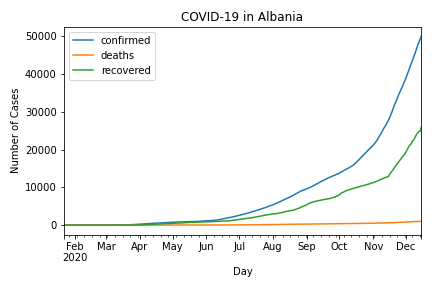 COVID-19 in Albania
confirmed
deaths
recovered
Number of Cases
50000
40000
30000
20000
10000
0
Feb Mar Apr May Jun Jul Aug Sep Oct Nov Dec
2020
Day